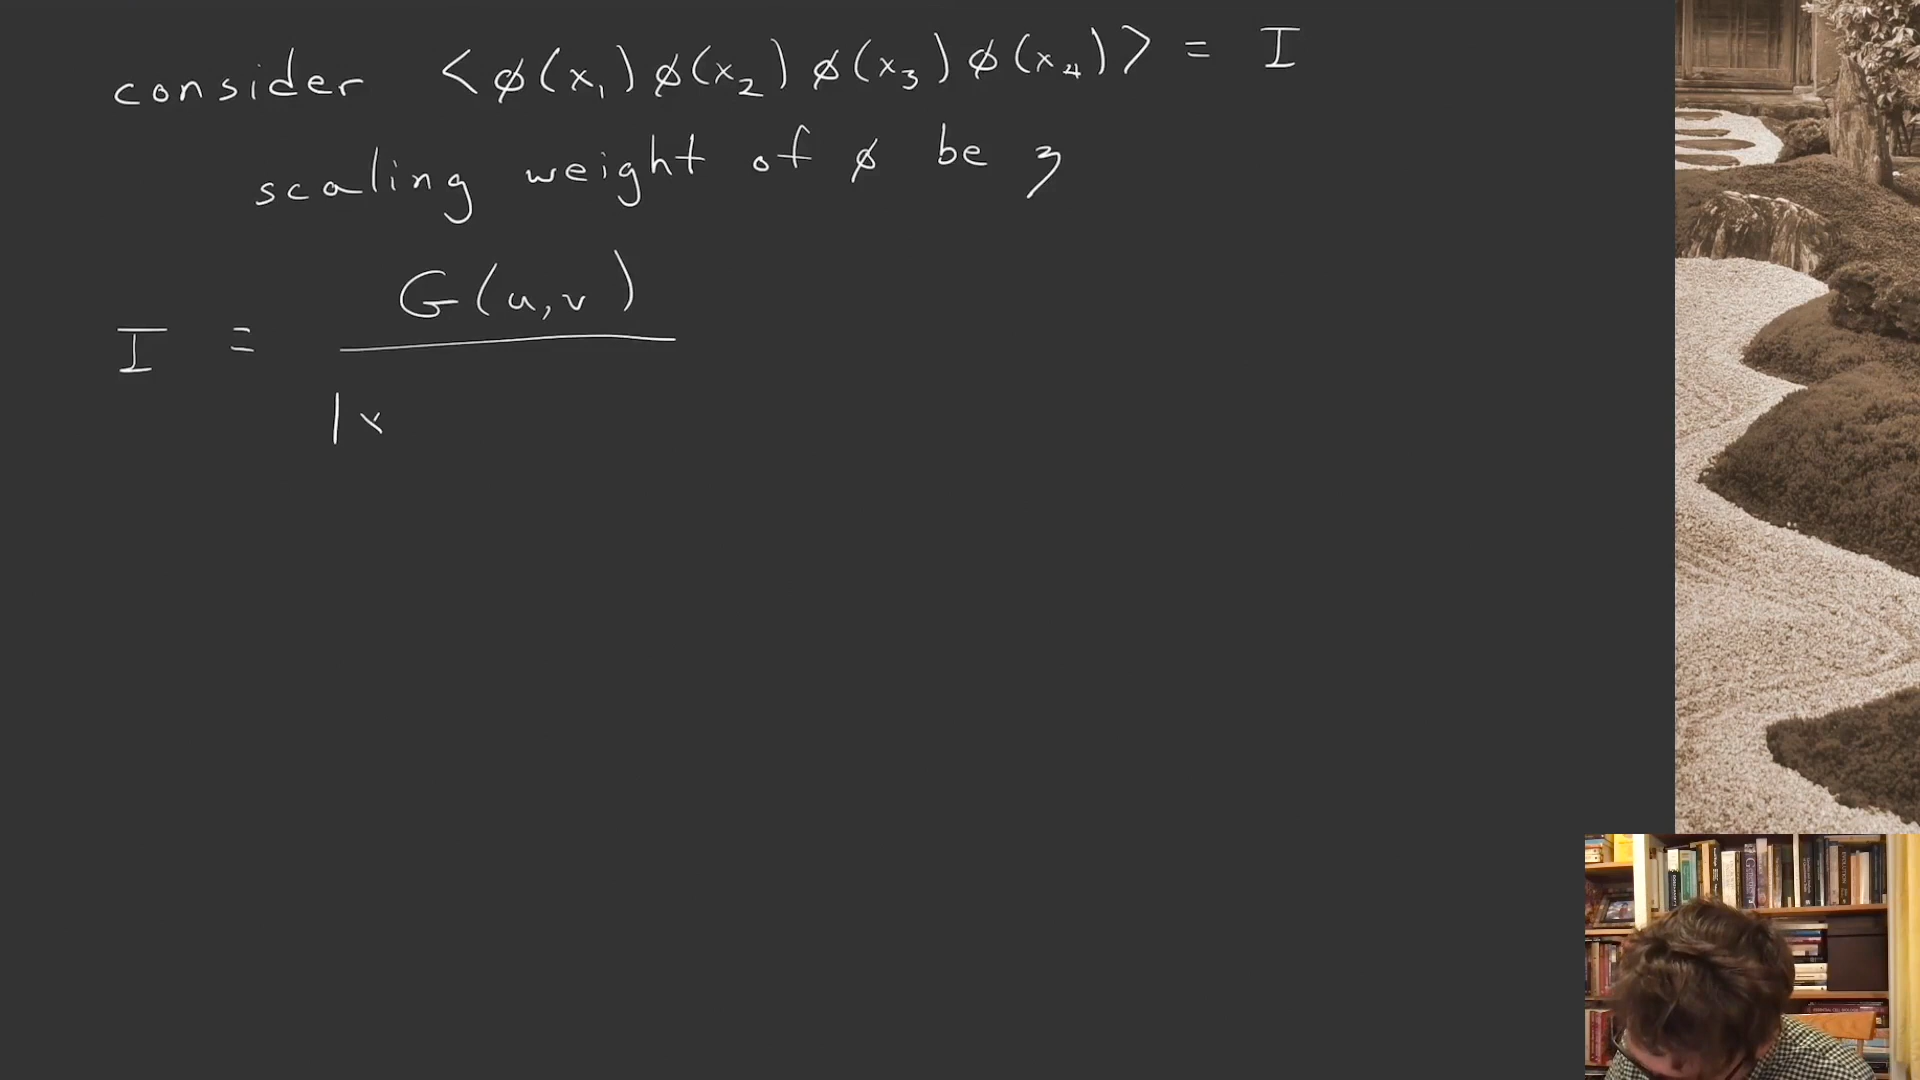 consider <ϕ(x₁)ϕ(x₂)ϕ(x₃)ϕ(x₄)> = I
scaling weight of ϕ be ʒ
I = G(u,v) / |x